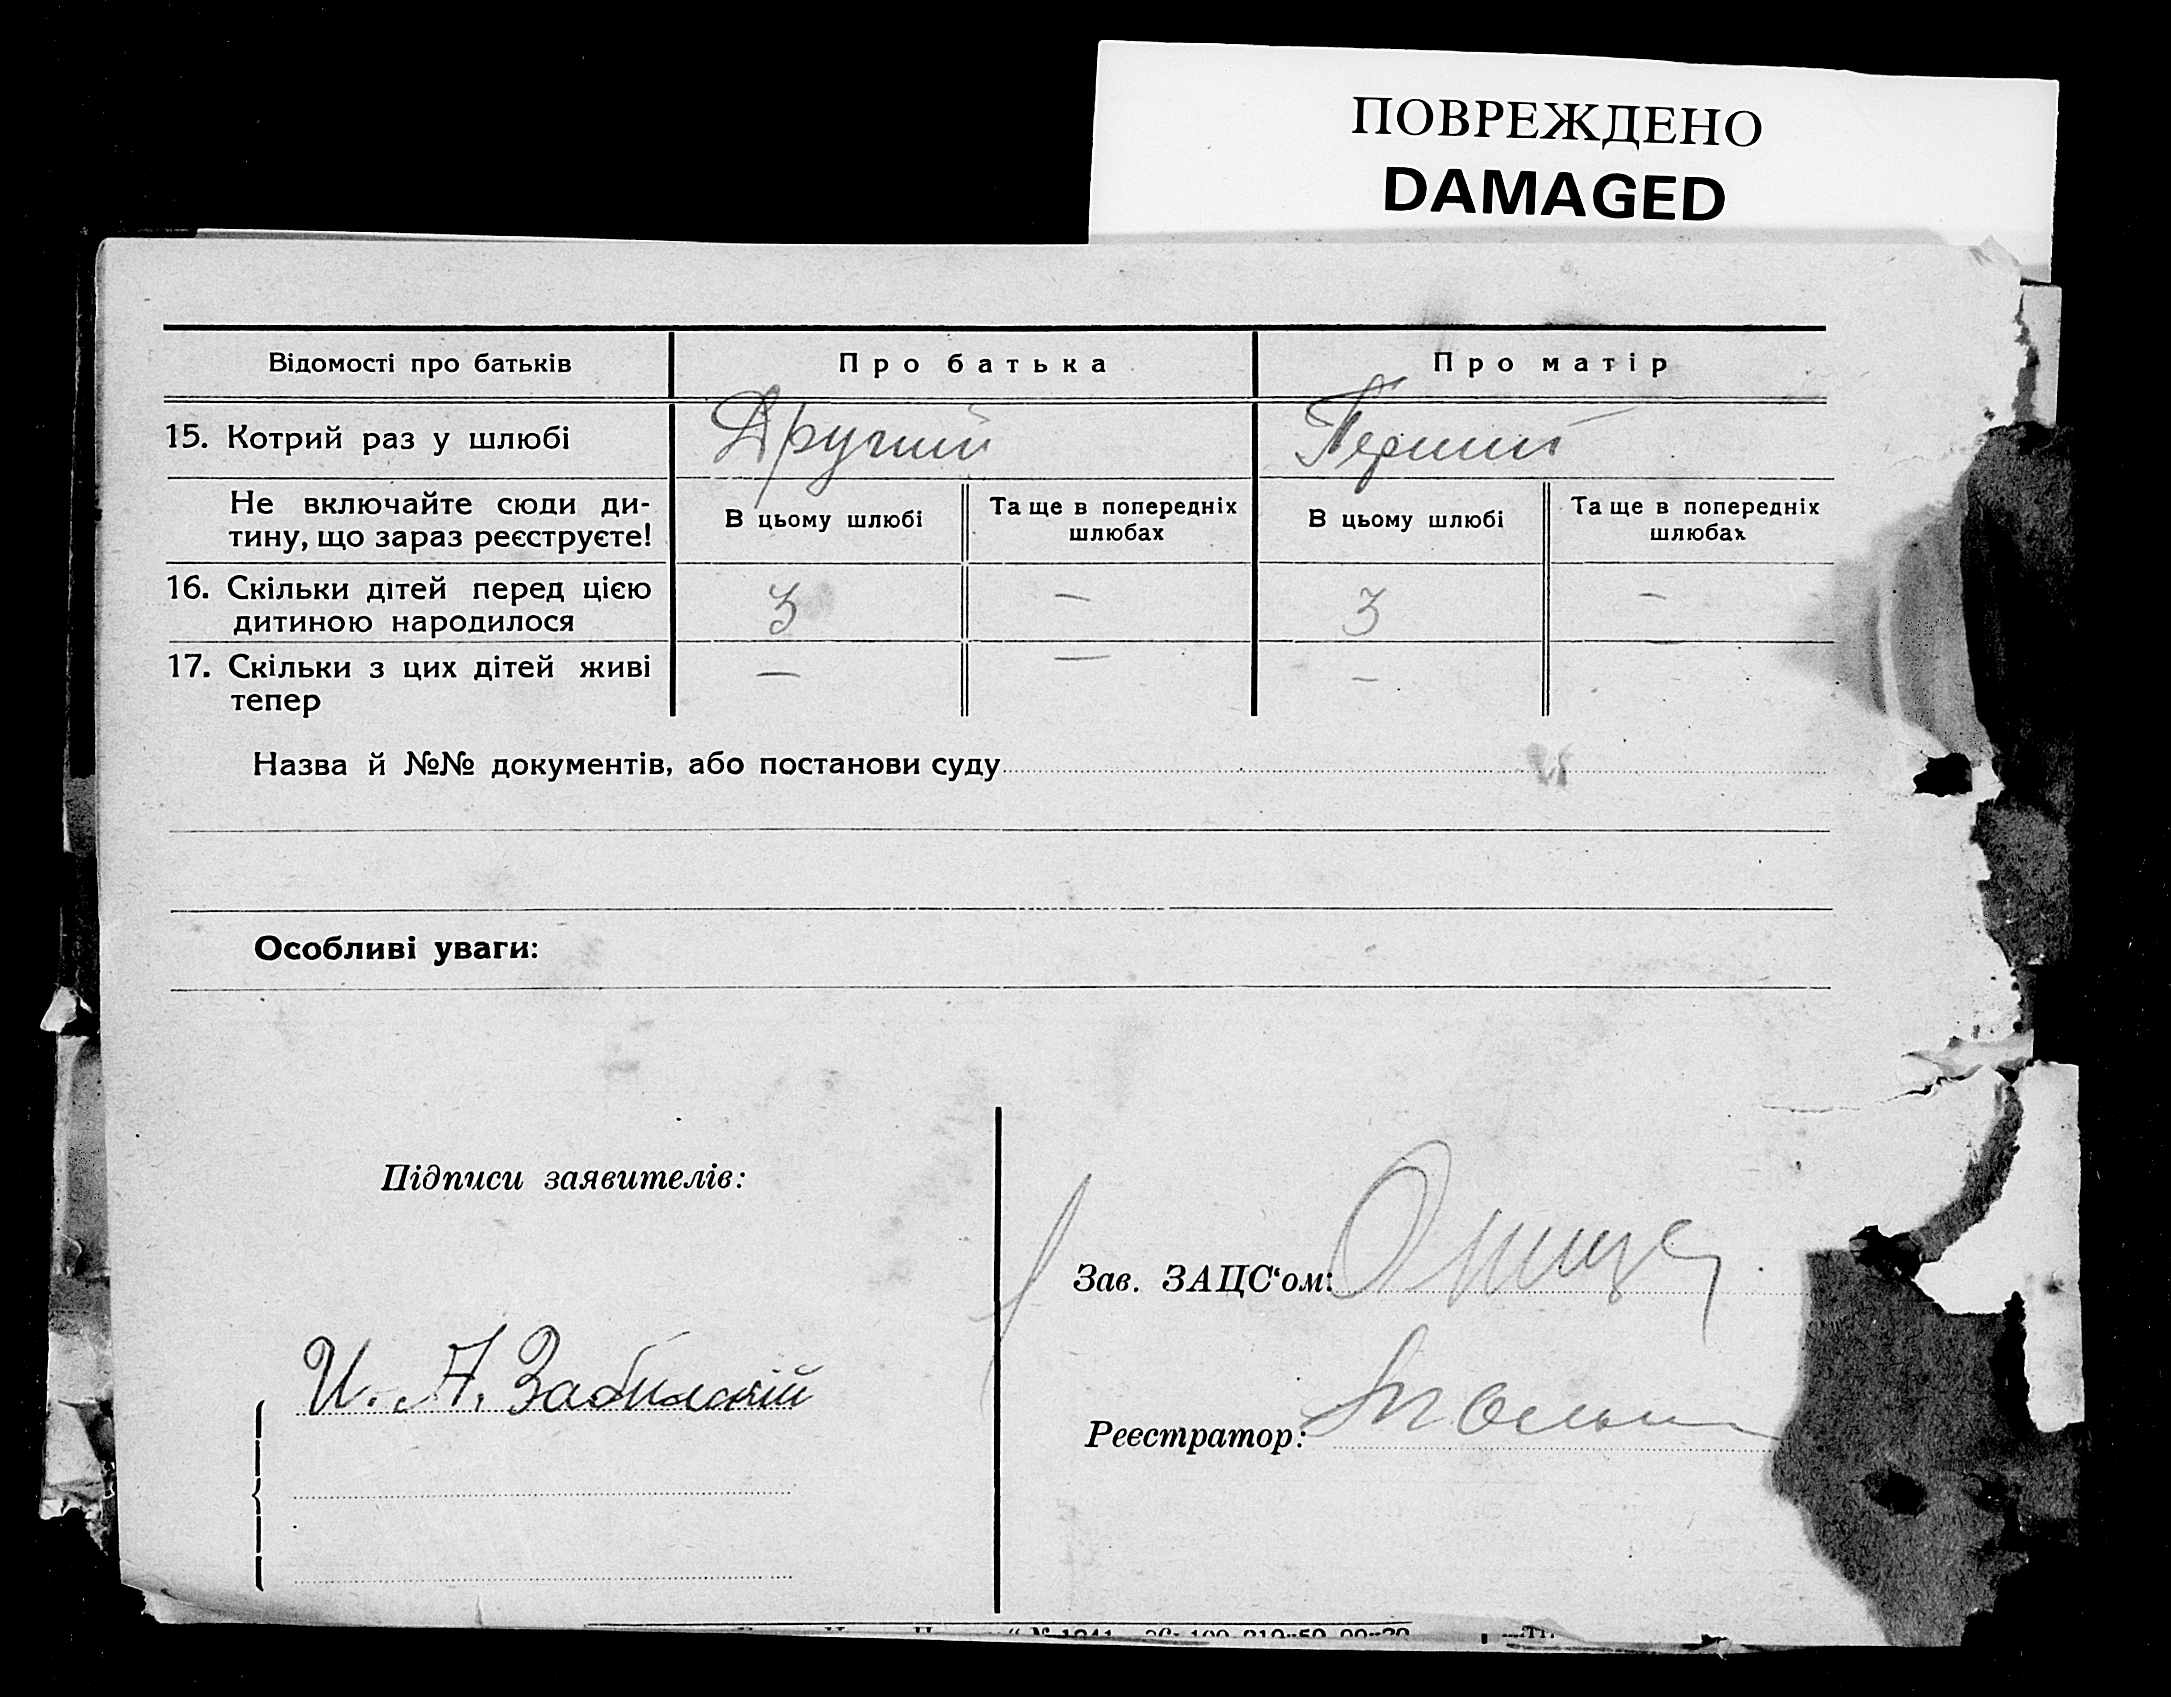 ПОВРЕЖДЕНО
DAMAGED
Відомості про батьків
Про батька
Про матір
15. Котрий раз у шлюбі
Другий
Перший
Не включайте сюди ди-
тину, що зараз реєструєте!
В цьому шлюбі
Та ще в попередніх
шлюбах
В цьому шлюбі
Та ще в попередніх
шлюбах
16. Скільки дітей перед цією
дитиною народилося
3
—
3
—
17. Скільки з цих дітей живі
тепер
—
—
—
Назва й №№ документів, або постанови суду
Особливі уваги:
Підписи заявителів:
Зав. ЗАЦС‘ом:
И. А. Забилский
Реєстратор: